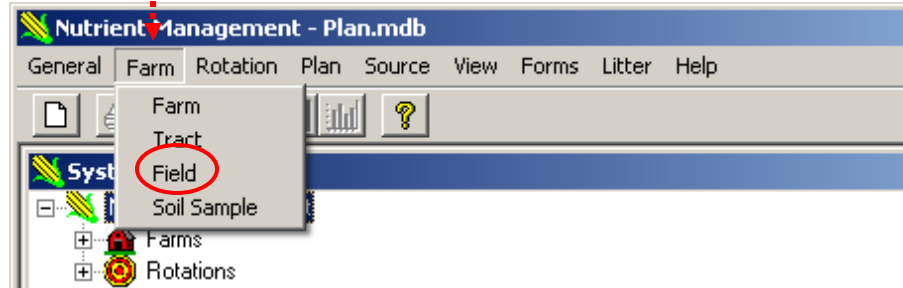 Nutrient Management - Plan.mdb
General Farm Rotation Plan Source View Forms Litter Help
Farm
Tract
Field
Soil Sample
Syst
Farms
Rotations